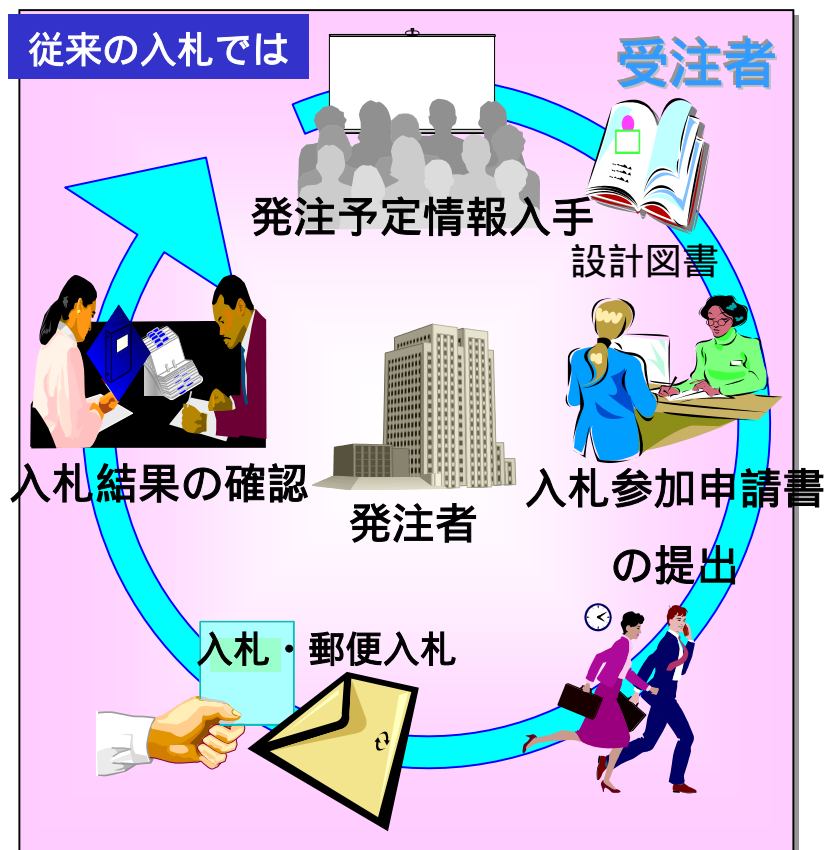 従来の入札では
受注者
発注予定情報入手
設計図書
入札参加申請書
の提出
入札結果の確認
発注者
入札・郵便入札